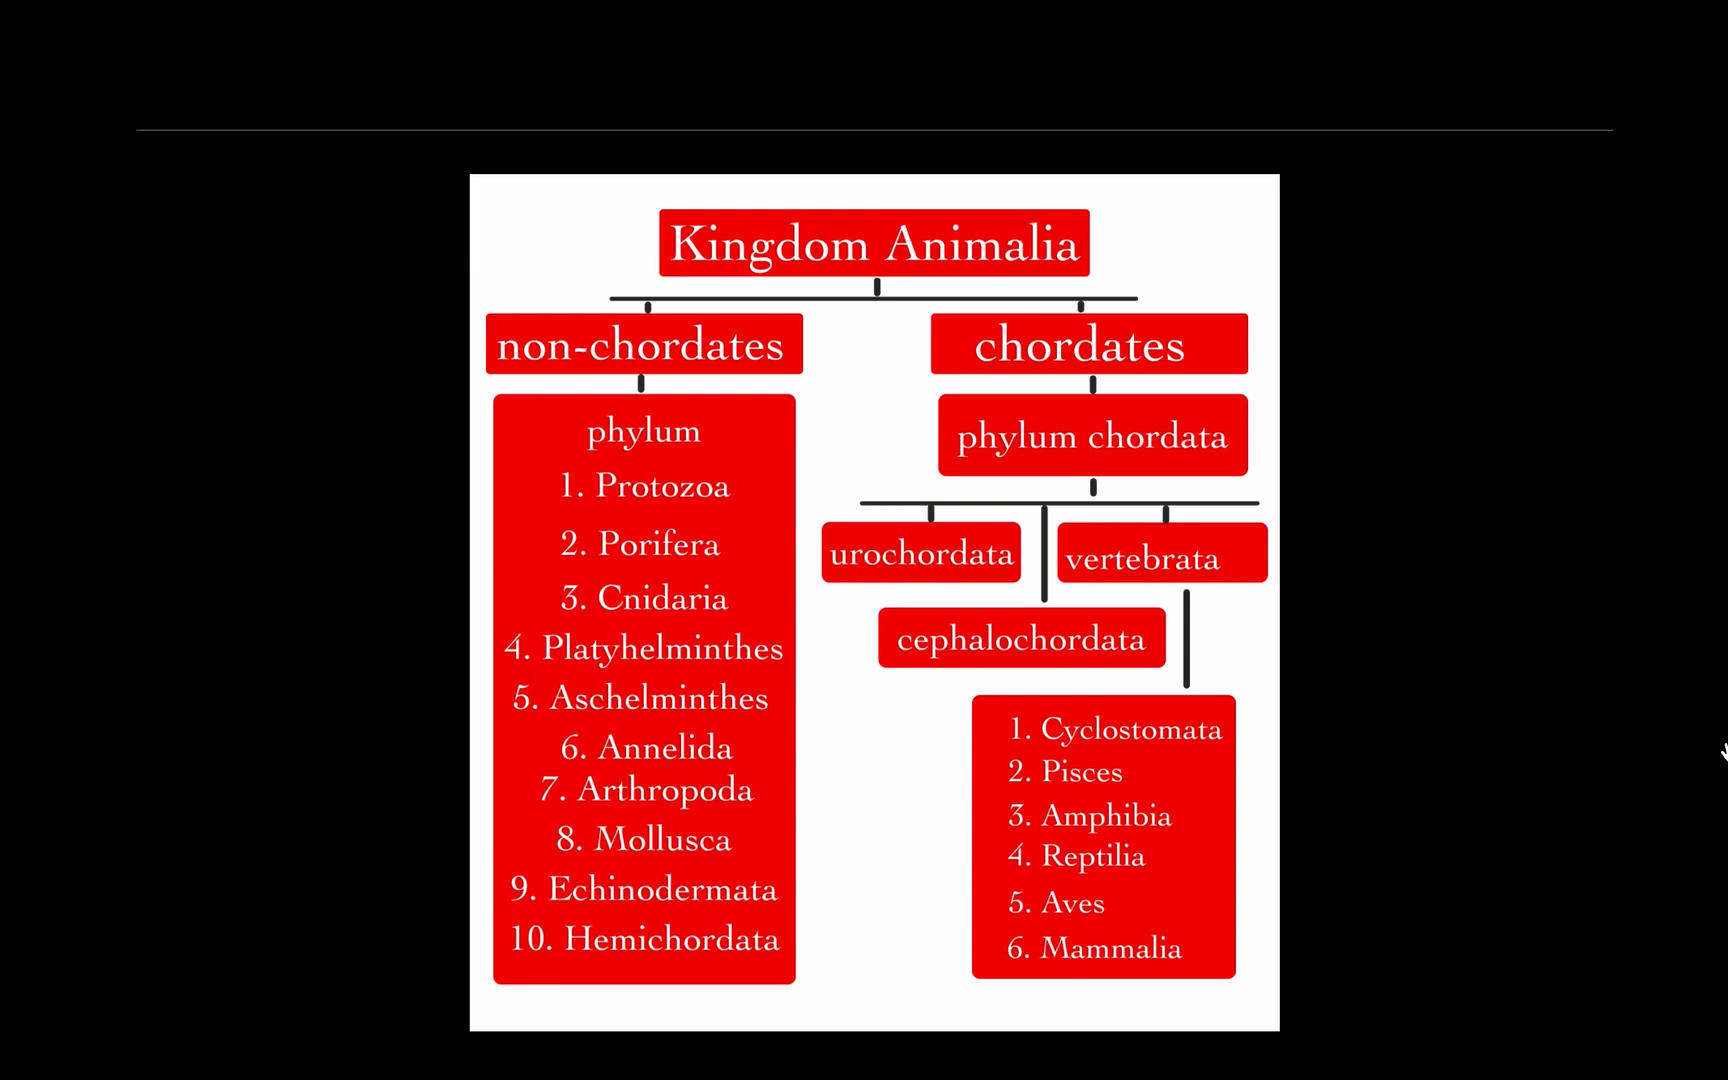 Kingdom Animalia
non-chordates
chordates
phylum
1. Protozoa
2. Porifera
3. Cnidaria
4. Platyhelminthes
5. Aschelminthes
6. Annelida
7. Arthropoda
8. Mollusca
9. Echinodermata
10. Hemichordata
phylum chordata
urochordata
vertebrata
cephalochordata
1. Cyclostomata
2. Pisces
3. Amphibia
4. Reptilia
5. Aves
6. Mammalia